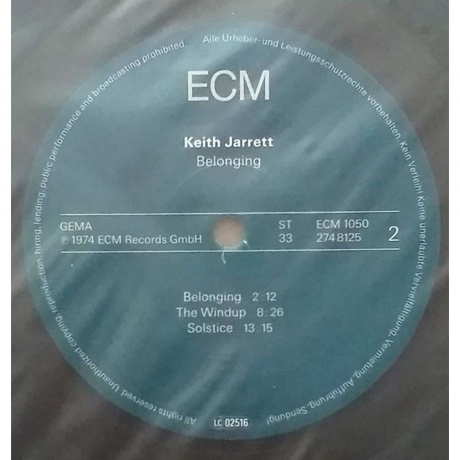 ECM
Keith Jarrett
Belonging
GEMA ST ECM 1050
℗ 1974 ECM Records GmbH 33 274 8125 2
Belonging 2 12
The Windup 8 : 26
Solstice 13 15
LC 02516
All rights reserved. Unauthorized copying, reproduction, hiring, lending, public performance and broadcasting prohibited. Alle Urheber- und Leistungsschutzrechte vorbehalten. Kein Verleih! Keine unerlaubte Vervielfältigung, Vermietung, Aufführung, Sendung!